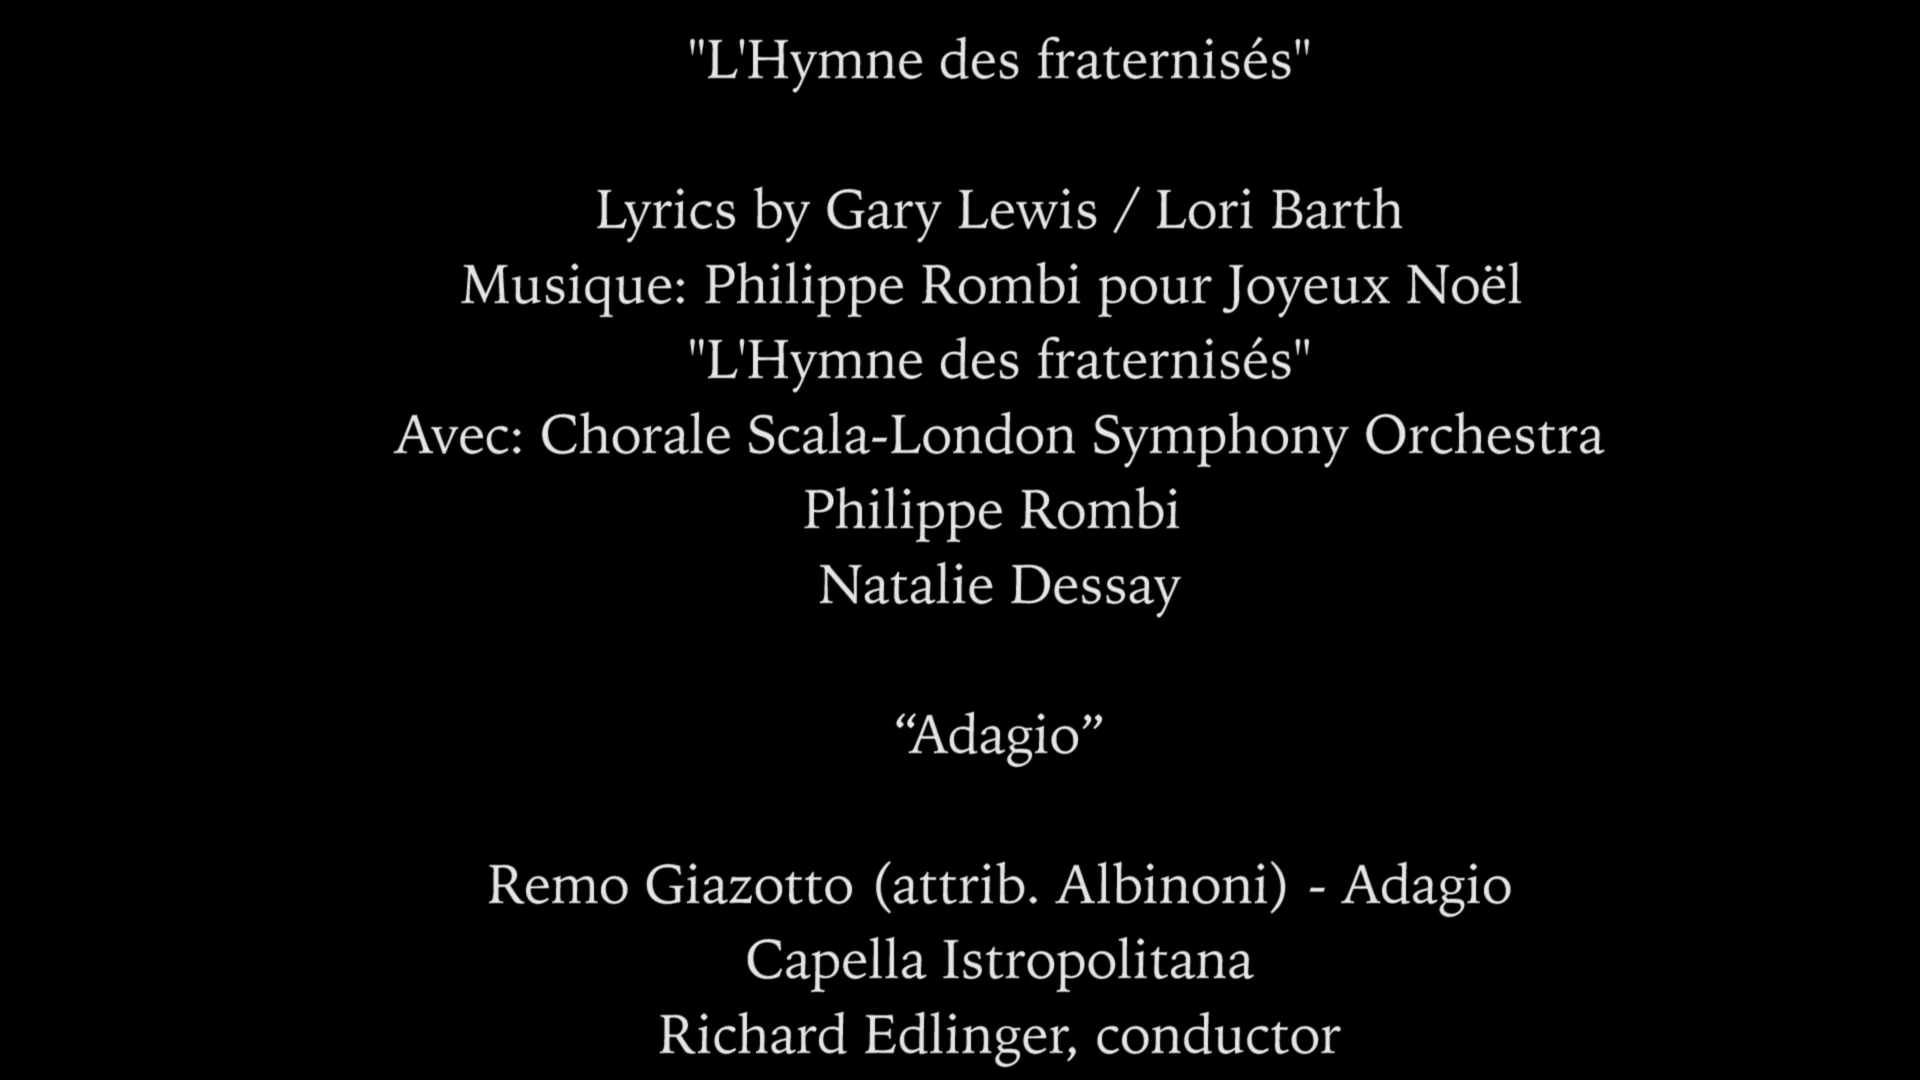 "L'Hymne des fraternisés"
Lyrics by Gary Lewis / Lori Barth
Musique: Philippe Rombi pour Joyeux Noël
"L'Hymne des fraternisés"
Avec: Chorale Scala-London Symphony Orchestra
Philippe Rombi
Natalie Dessay
“Adagio”
Remo Giazotto (attrib. Albinoni) - Adagio
Capella Istropolitana
Richard Edlinger, conductor